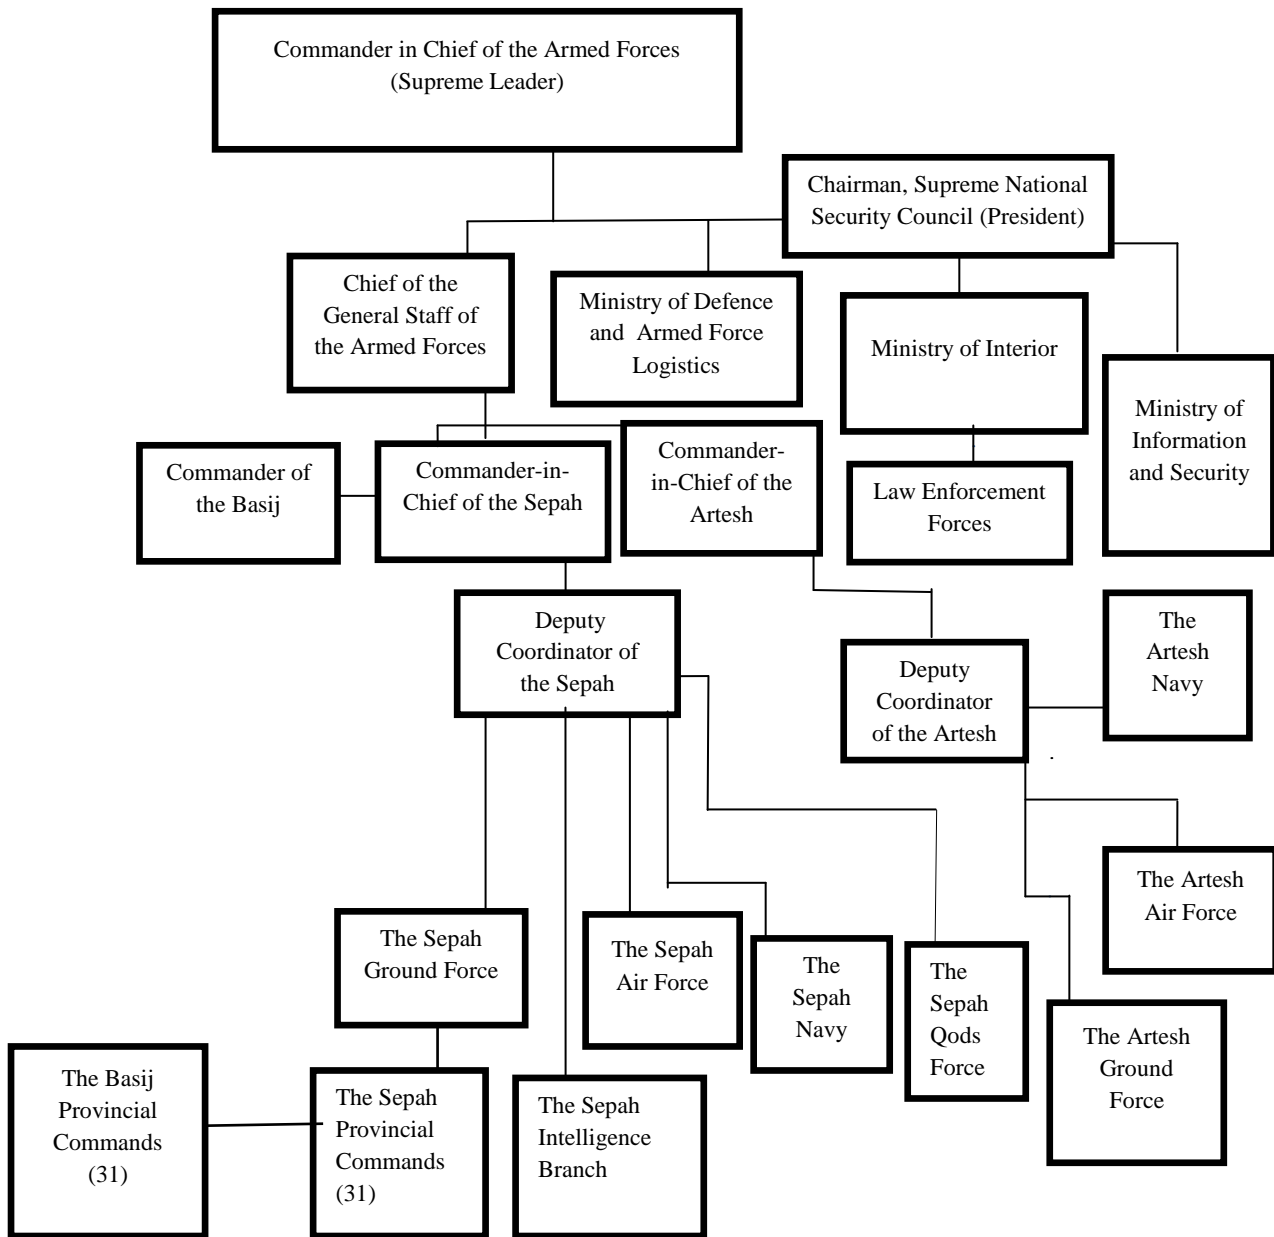 Commander in Chief of the Armed Forces
(Supreme Leader)
Chairman, Supreme National
Security Council (President)
Chief of the
General Staff of
the Armed Forces
Ministry of Defence
and Armed Force
Logistics
Ministry of Interior
Ministry of
Information
and Security
Commander of
the Basij
Commander-in-
Chief of the Sepah
Commander-
in-Chief of the
Artesh
Law Enforcement
Forces
Deputy
Coordinator of
the Sepah
Deputy
Coordinator
of the Artesh
The
Artesh
Navy
The Artesh
Air Force
The Sepah
Ground Force
The Sepah
Air Force
The
Sepah
Navy
The
Sepah
Qods
Force
The Artesh
Ground
Force
The Basij
Provincial
Commands
(31)
The Sepah
Provincial
Commands
(31)
The Sepah
Intelligence
Branch